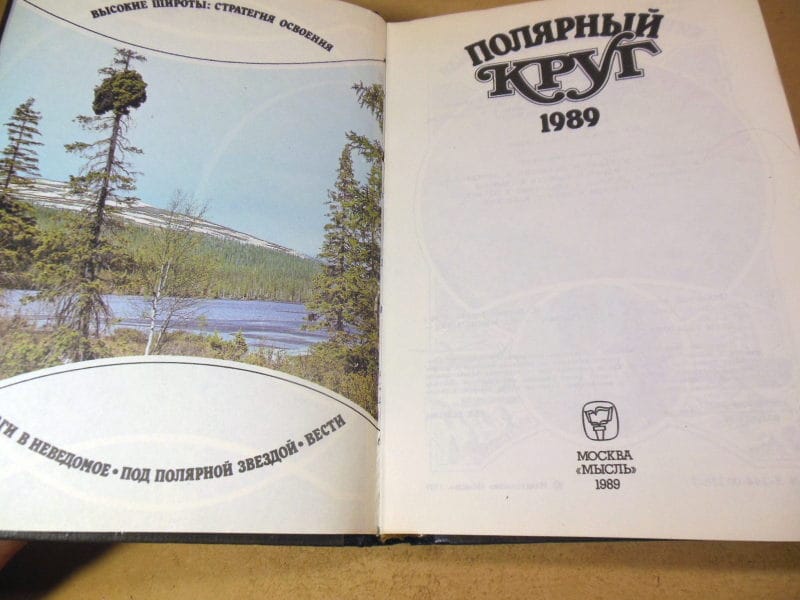 ВЫСОКИЕ ШИРОТЫ: СТРАТЕГИЯ ОСВОЕНИЯ
В НЕВЕДОМОЕ • ПОД ПОЛЯРНОЙ ЗВЕЗДОЙ • ВЕСТИ
ПОЛЯРНЫЙ
КРУГ
1989
МОСКВА
«МЫСЛЬ»
1989